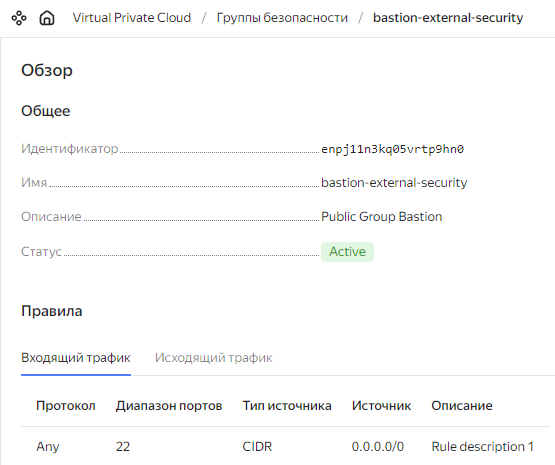 Virtual Private Cloud / Группы безопасности / bastion-external-security
Обзор
Общее
Идентификатор enpj11n3kq05vrtp9hn0
Имя bastion-external-security
Описание Public Group Bastion
Статус Active
Правила
Входящий трафик Исходящий трафик
Протокол Диапазон портов Тип источника Источник Описание
Any 22 CIDR 0.0.0.0/0 Rule description 1